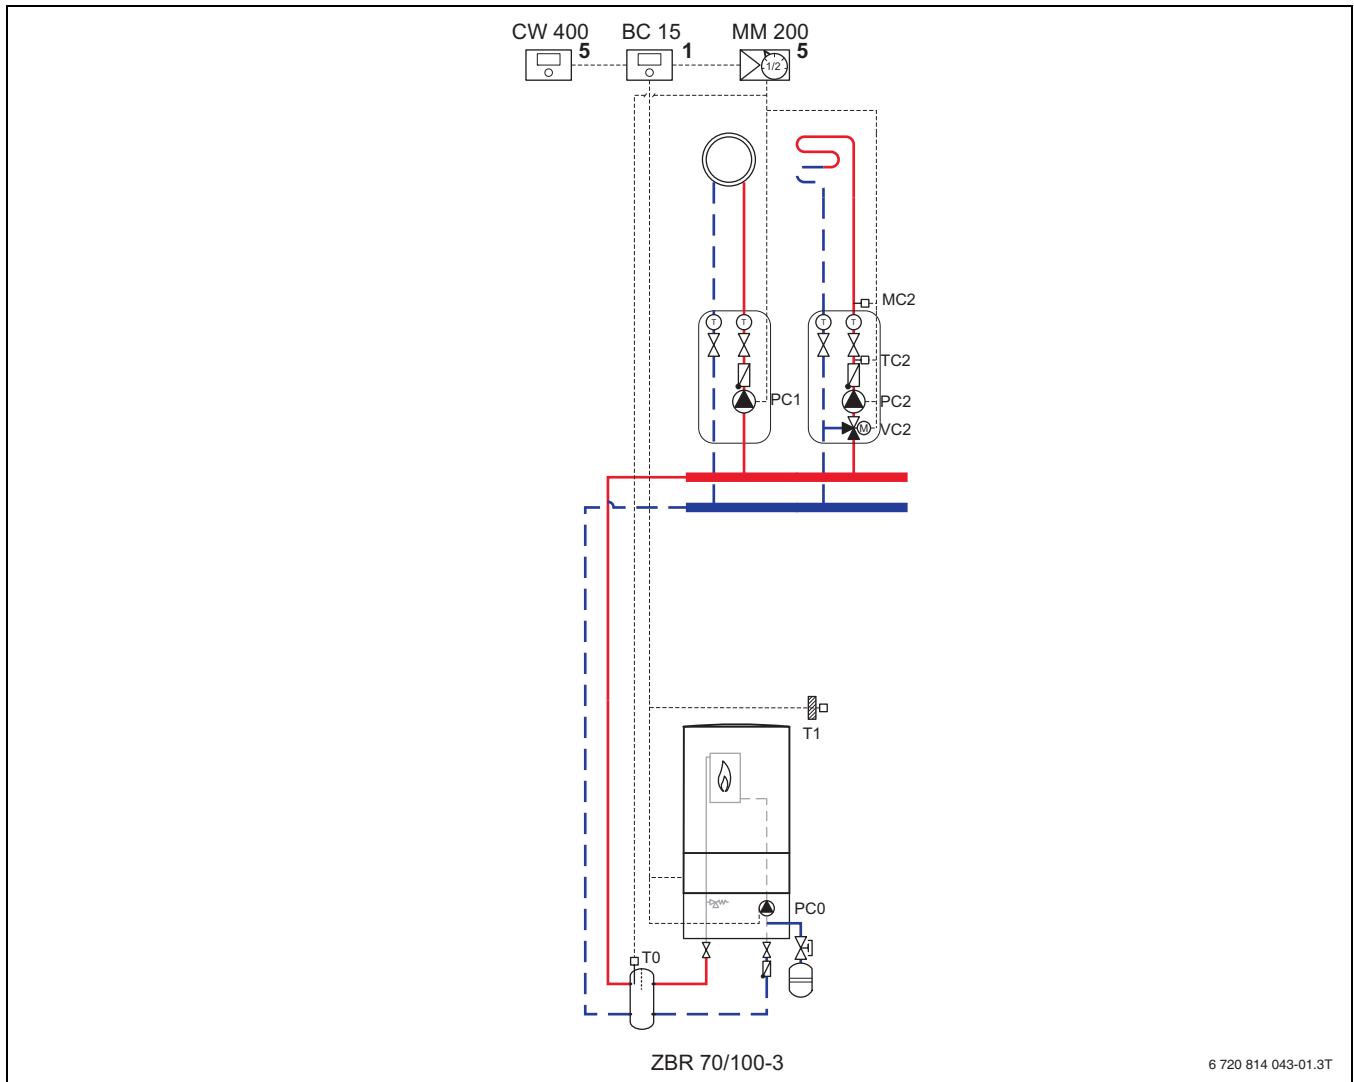 CW 400 BC 15 MM 200
5 1 5
1/2
T T T T
MC2
TC2
PC1 PC2
M VC2
T1
PC0
T0
ZBR 70/100-3
6 720 814 043-01.3T